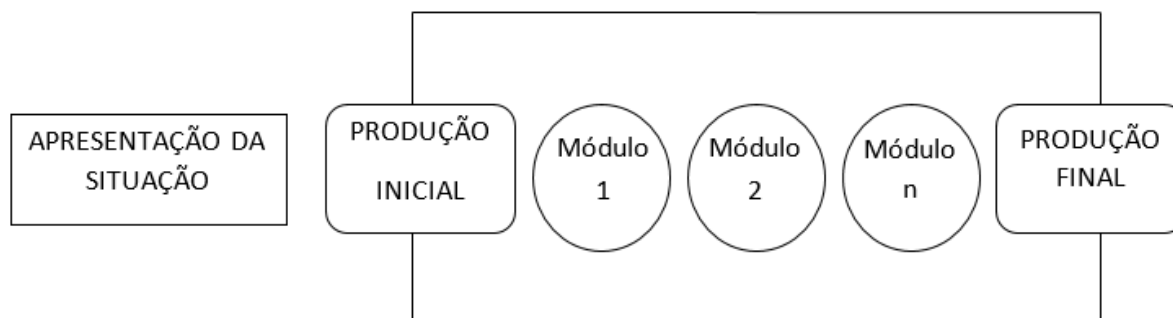 APRESENTAÇÃO DA
SITUAÇÃO
PRODUÇÃO
INICIAL
Módulo
1
Módulo
2
Módulo
n
PRODUÇÃO
FINAL